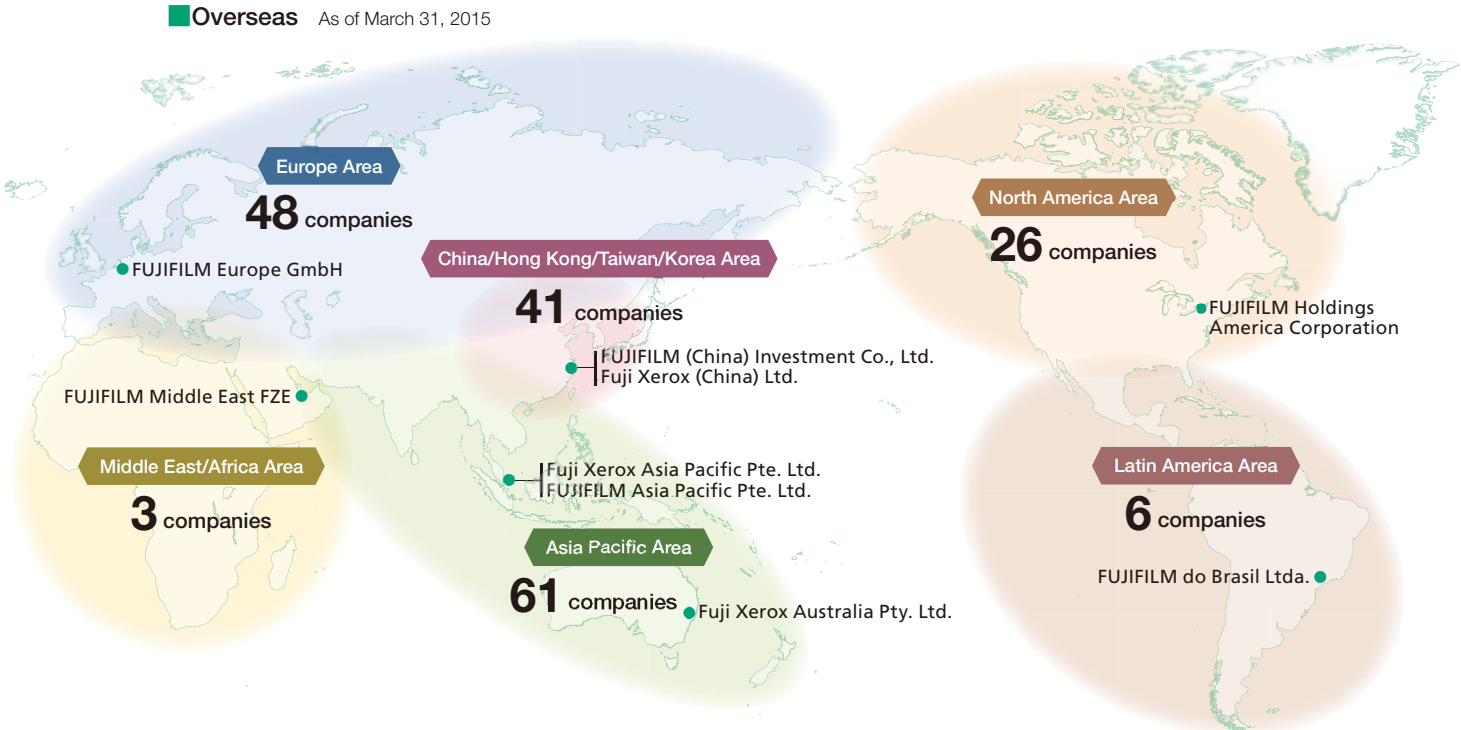 Overseas As of March 31, 2015
Europe Area
48 companies
FUJIFILM Europe GmbH
China/Hong Kong/Taiwan/Korea Area
41 companies
FUJIFILM (China) Investment Co., Ltd.
Fuji Xerox (China) Ltd.
North America Area
26 companies
FUJIFILM Holdings
America Corporation
FUJIFILM Middle East FZE
Middle East/Africa Area
3 companies
Fuji Xerox Asia Pacific Pte. Ltd.
FUJIFILM Asia Pacific Pte. Ltd.
Asia Pacific Area
61 companies
Fuji Xerox Australia Pty. Ltd.
Latin America Area
6 companies
FUJIFILM do Brasil Ltda.